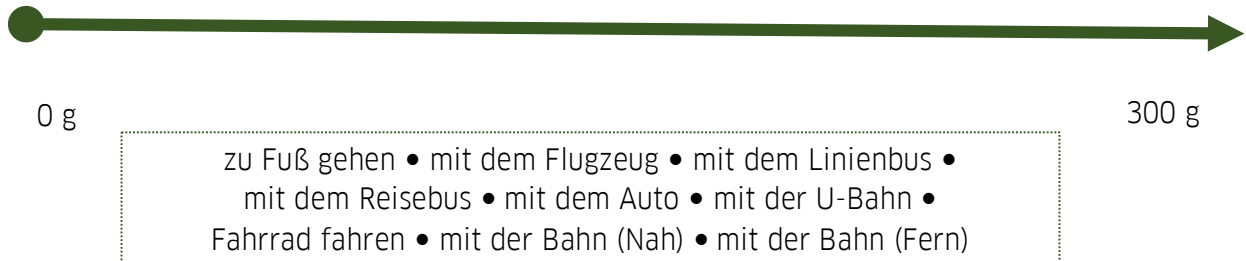 0 g
300 g
zu Fuß gehen ● mit dem Flugzeug ● mit dem Linienbus ●
mit dem Reisebus ● mit dem Auto ● mit der U-Bahn ●
Fahrrad fahren ● mit der Bahn (Nah) ● mit der Bahn (Fern)